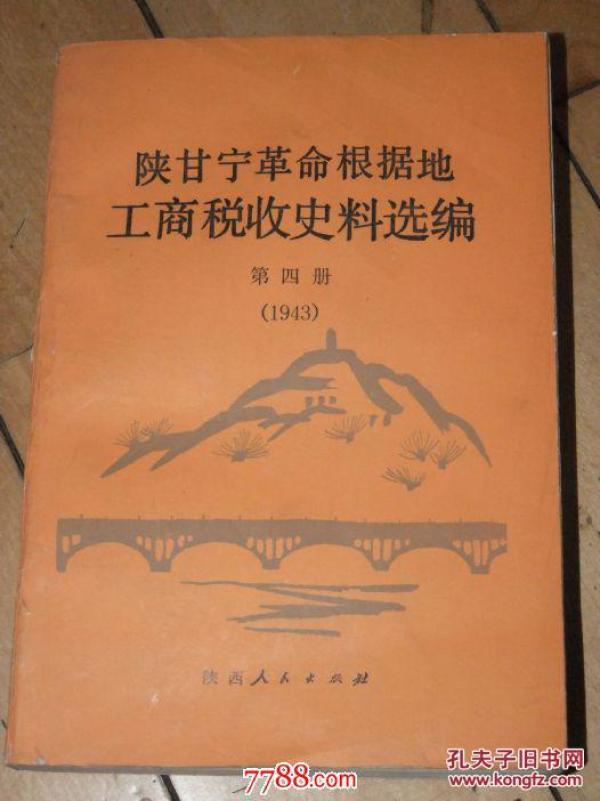 陕甘宁革命根据地
工商税收史料选编
第四册
(1943)
陕西人民出版社
7788.com
孔夫子旧书网
www.kongfz.com